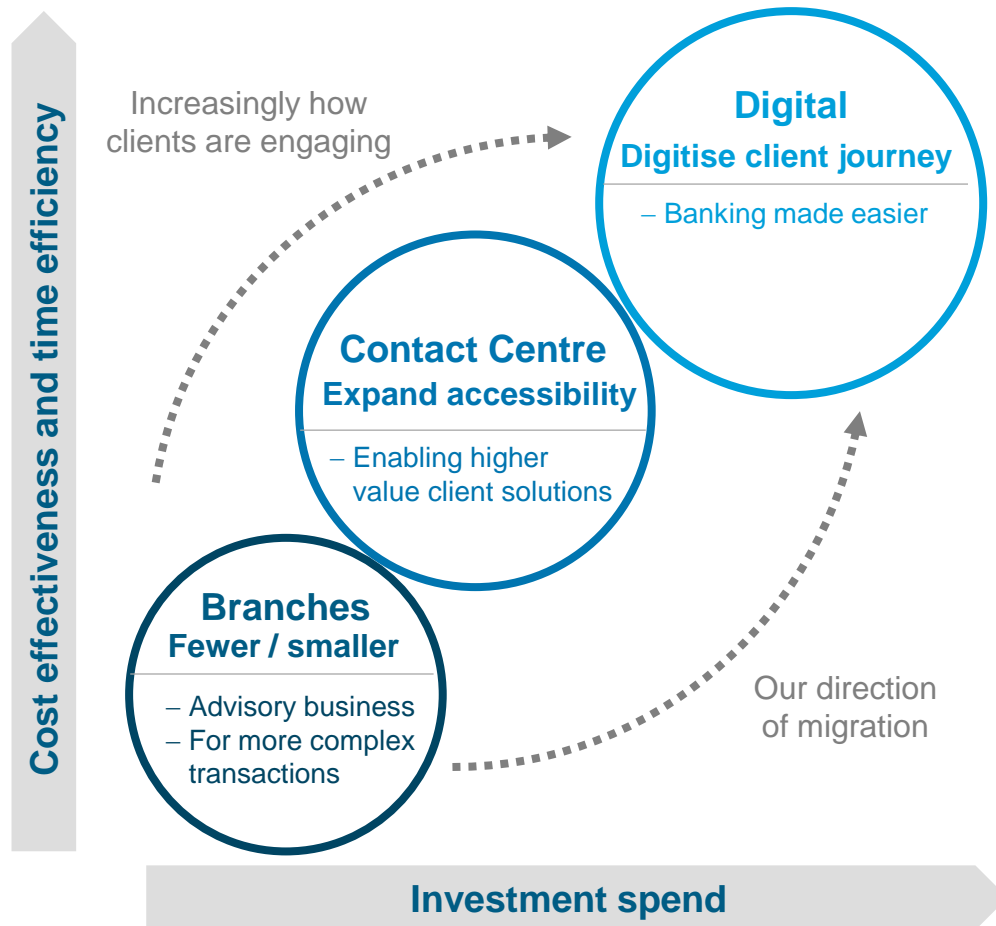 Cost effectiveness and time efficiency
Increasingly how
clients are engaging
Digital
Digitise client journey
– Banking made easier
Contact Centre
Expand accessibility
– Enabling higher
value client solutions
Branches
Fewer / smaller
– Advisory business
– For more complex
transactions
Our direction
of migration
Investment spend